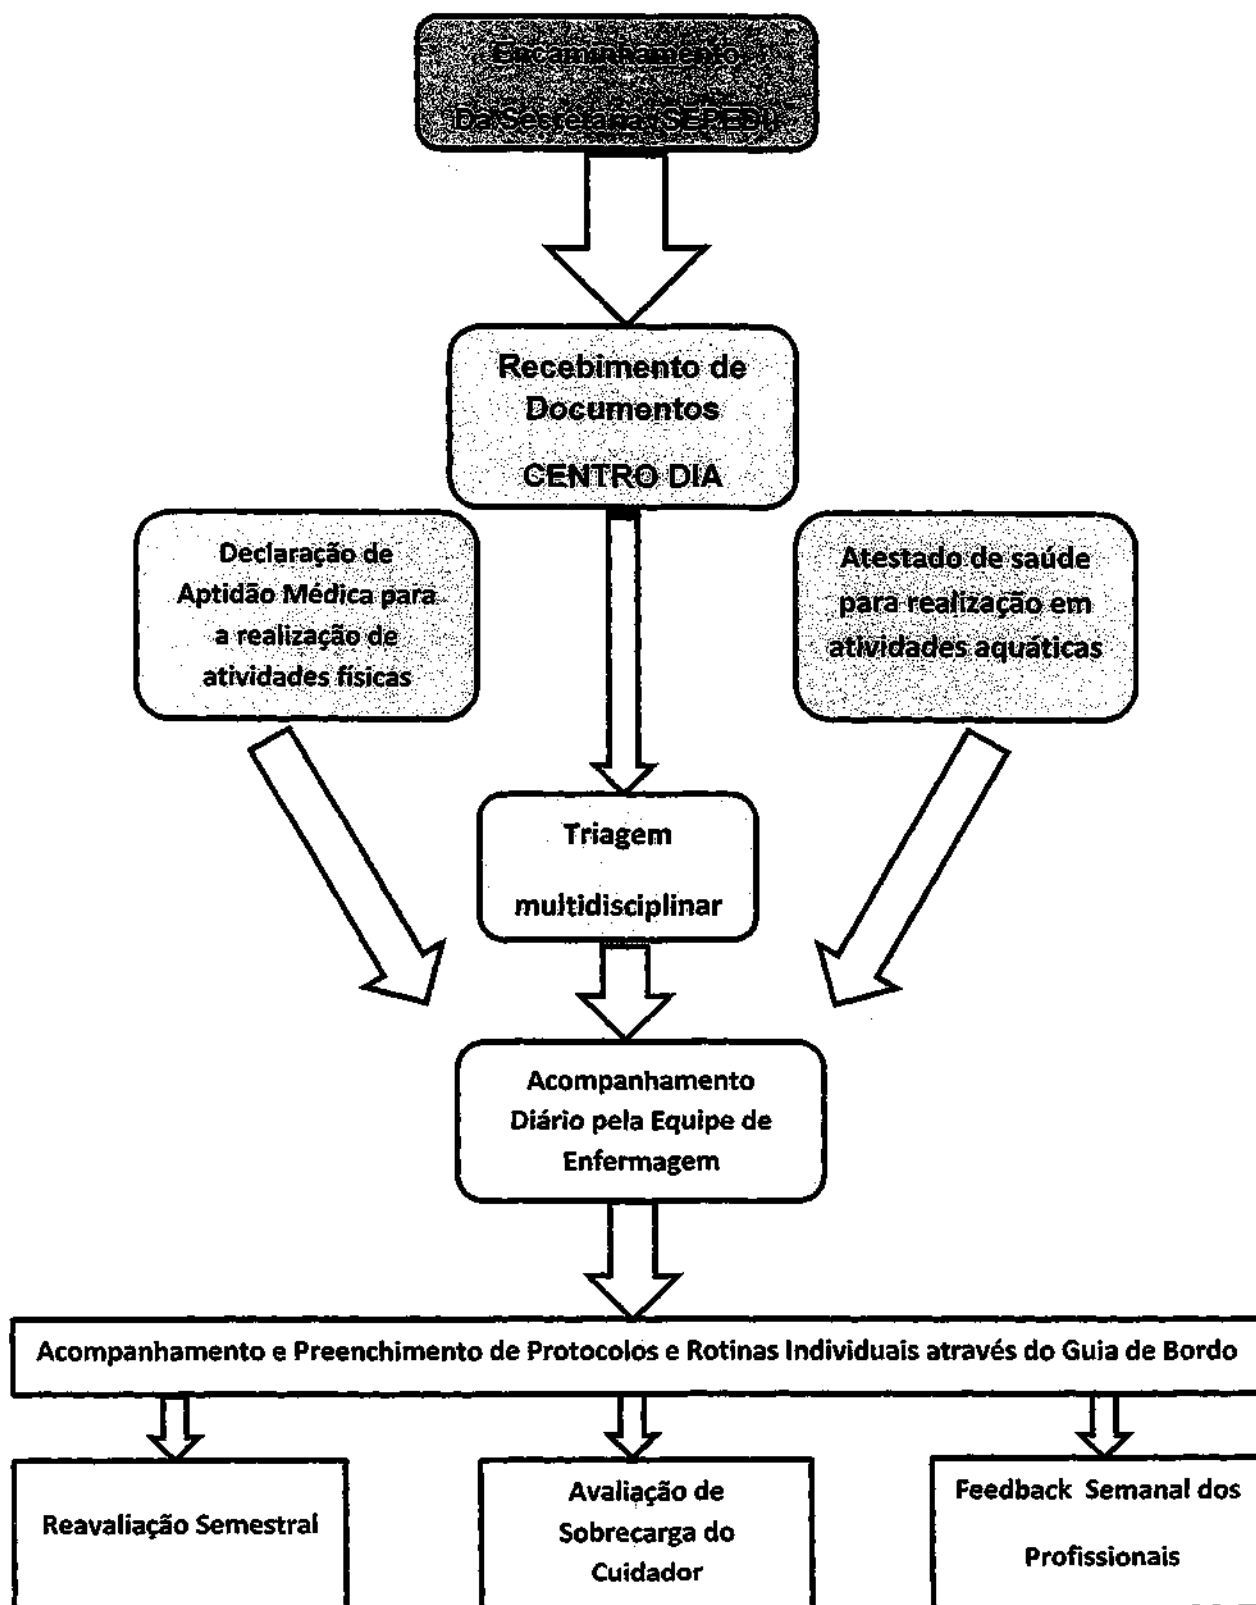 Encaminhamento
Da Secretaria
Recebimento de
Documentos
CENTRO DIA
Declaração de
Aptidão Médica para
a realização de
atividades físicas
Atestado de saúde
para realização em
atividades aquáticas
Triagem
multidisciplinar
Acompanhamento
Diário pela Equipe de
Enfermagem
Acompanhamento e Preenchimento de Protocolos e Rotinas Individuais através do Guia de Bordo
Reavaliação Semestral
Avaliação de
Sobrecarga do
Cuidador
Feedback Semanal dos
Profissionais